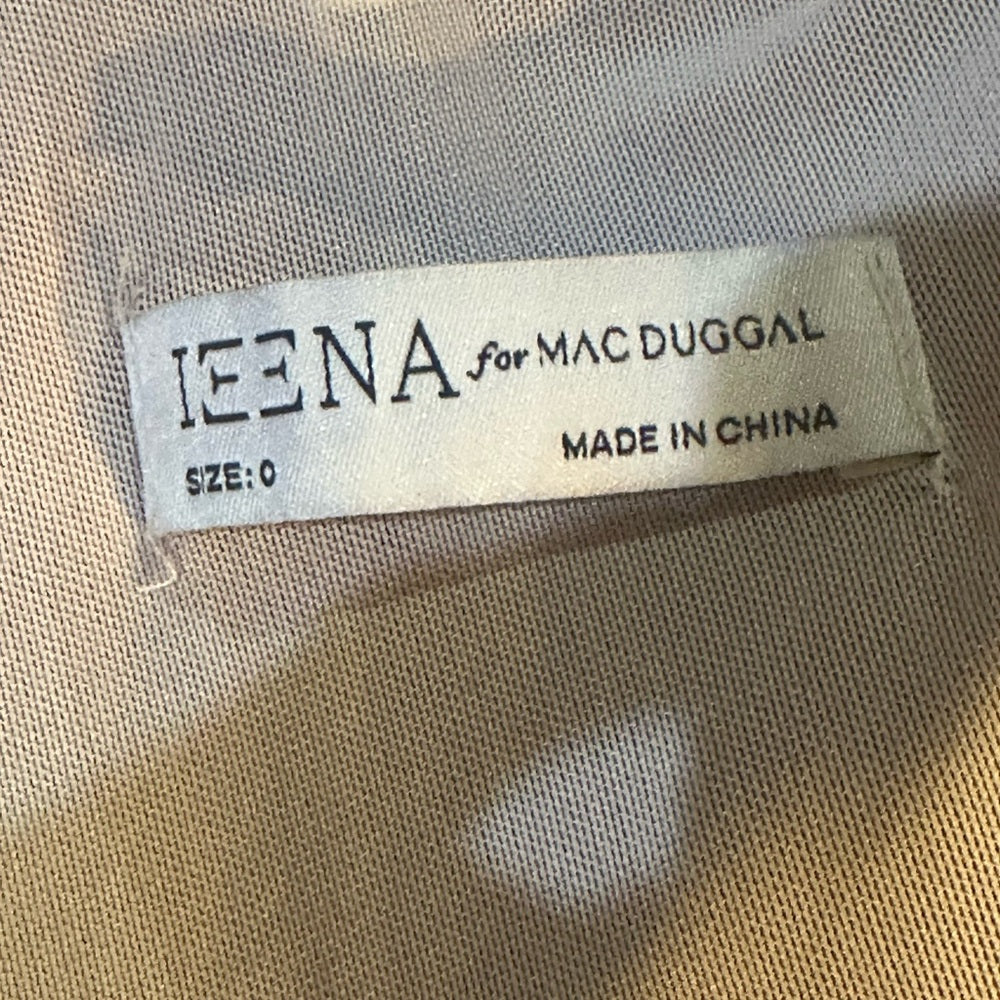 IEENA for MAC DUGGAL
SIZE: 0
MADE IN CHINA